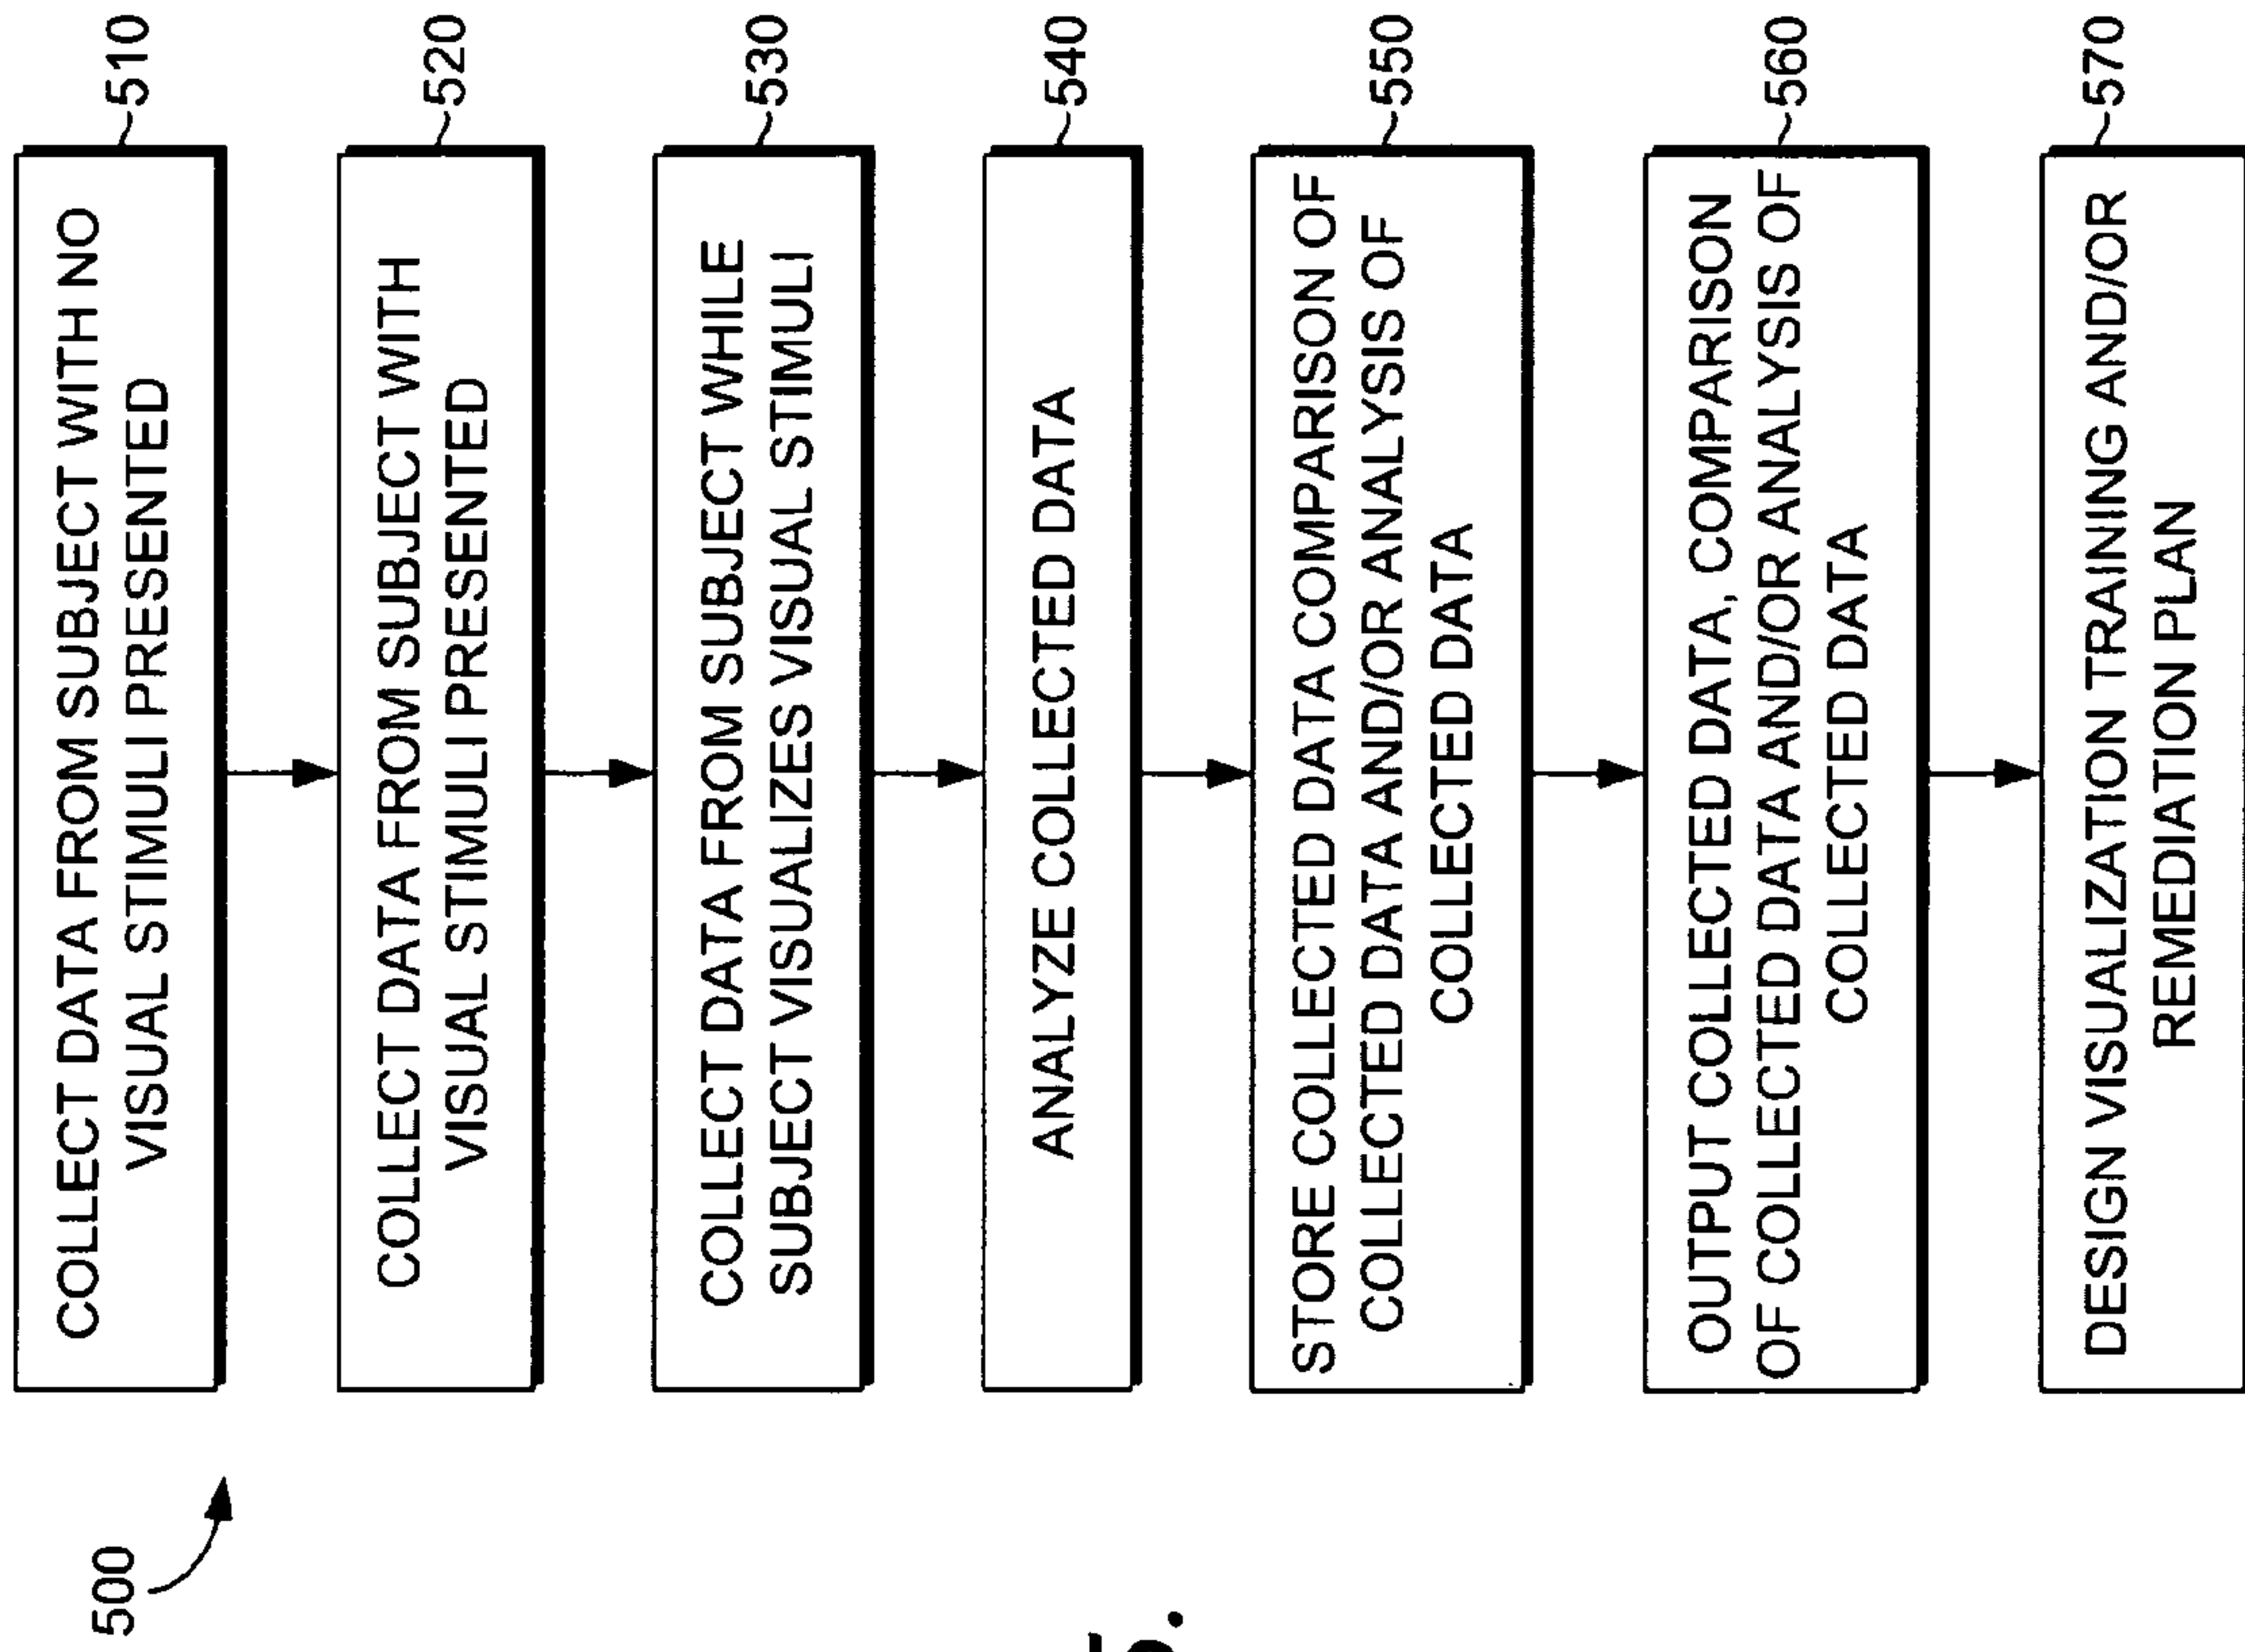 500
COLLECT DATA FROM SUBJECT WITH NO
VISUAL STIMULI PRESENTED
510
COLLECT DATA FROM SUBJECT WITH
VISUAL STIMULI PRESENTED
520
COLLECT DATA FROM SUBJECT WHILE
SUBJECT VISUALIZES VISUAL STIMULI
530
ANALYZE COLLECTED DATA
540
STORE COLLECTED DATA COMPARISON OF
COLLECTED DATA AND/OR ANALYSIS OF
COLLECTED DATA
550
OUTPUT COLLECTED DATA, COMPARISON
OF COLLECTED DATA AND/OR ANALYSIS OF
COLLECTED DATA
560
DESIGN VISUALIZATION TRAINING AND/OR
REMEDIATION PLAN
570